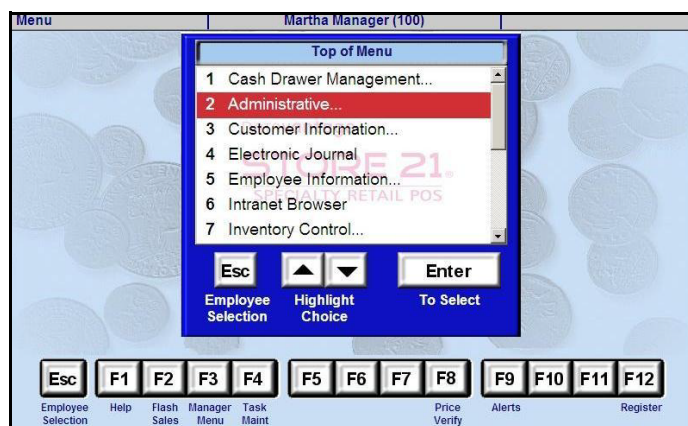 Menu
Martha Manager (100)
Top of Menu
1 Cash Drawer Management...
2 Administrative...
3 Customer Information...
4 Electronic Journal
STORE 21
5 Employee Information...
SPECIALTY RETAIL POS
6 Intranet Browser
7 Inventory Control...
Esc
Enter
Employee Selection
Highlight Choice
To Select
Esc F1 F2 F3 F4 F5 F6 F7 F8 F9 F10 F11 F12
Employee Selection
Help
Flash Sales
Manager Menu
Task Maint
Price Verify
Alerts
Register